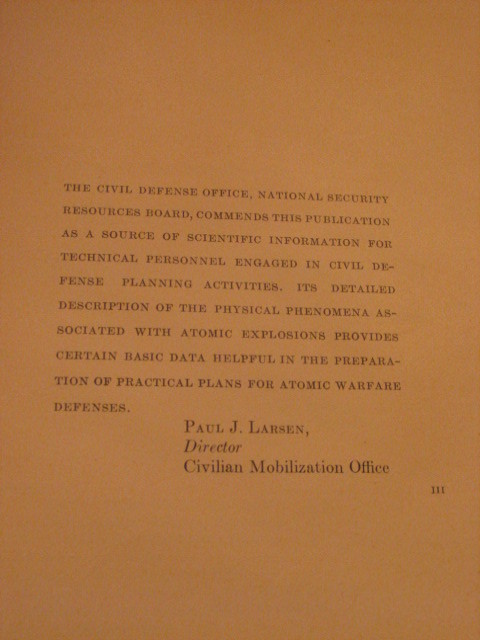 THE CIVIL DEFENSE OFFICE, NATIONAL SECURITY
RESOURCES BOARD, COMMENDS THIS PUBLICATION
AS A SOURCE OF SCIENTIFIC INFORMATION FOR
TECHNICAL PERSONNEL ENGAGED IN CIVIL DE-
FENSE PLANNING ACTIVITIES. ITS DETAILED
DESCRIPTION OF THE PHYSICAL PHENOMENA AS-
SOCIATED WITH ATOMIC EXPLOSIONS PROVIDES
CERTAIN BASIC DATA HELPFUL IN THE PREPARA-
TION OF PRACTICAL PLANS FOR ATOMIC WARFARE
DEFENSES.
PAUL J. LARSEN,
Director
Civilian Mobilization Office
III